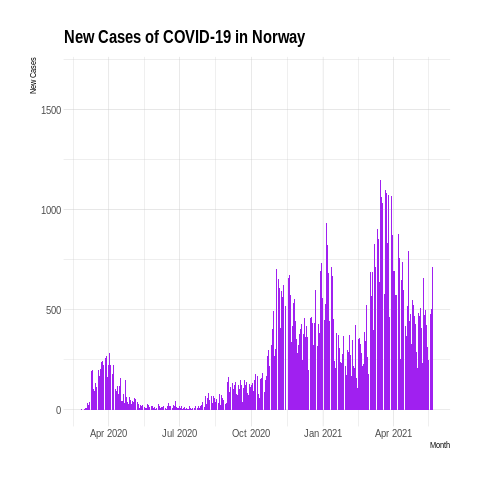 New Cases of COVID-19 in Norway
New Cases
1500
1000
500
0
Apr 2020
Jul 2020
Oct 2020
Jan 2021
Apr 2021
Month